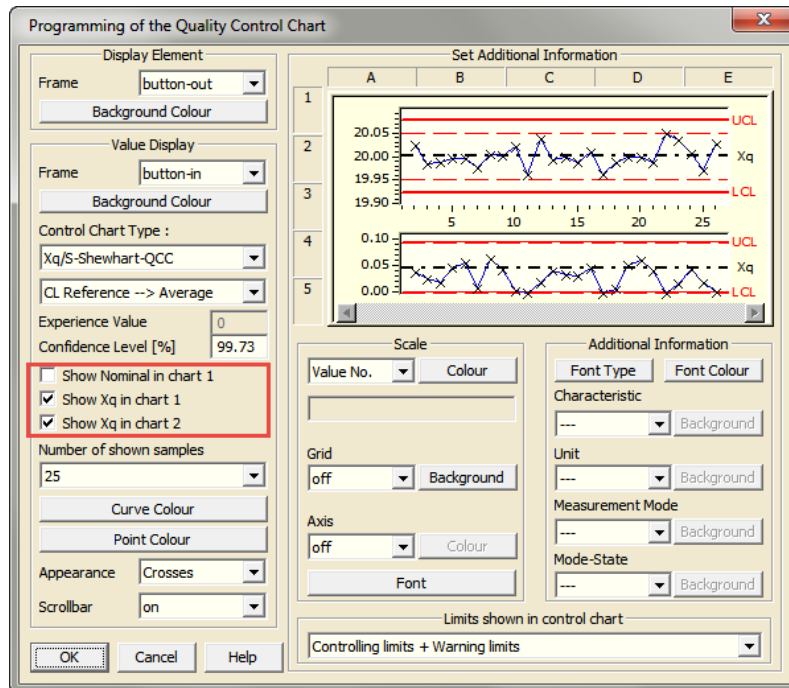 Programming of the Quality Control Chart
Display Element
Frame button-out
Background Colour
Value Display
Frame button-in
Background Colour
Control Chart Type :
Xq/S-Shewhart-QCC
CL Reference --> Average
Experience Value 0
Confidence Level [%] 99.73
Show Nominal in chart 1
Show Xq in chart 1
Show Xq in chart 2
Number of shown samples
25
Curve Colour
Point Colour
Appearance Crosses
Scrollbar on
OK Cancel Help
Set Additional Information
A B C D E
1
2
3
4
5
UCL
20.05
20.00 Xq
19.95
LCL
19.90
5 10 15 20 25
0.10 UCL
0.05 Xq
0.00 LCL
Scale
Value No. Colour
Grid
off Background
Axis
off Colour
Font
Additional Information
Font Type Font Colour
Characteristic
--- Background
Unit
--- Background
Measurement Mode
--- Background
Mode-State
--- Background
Limits shown in control chart
Controlling limits + Warning limits